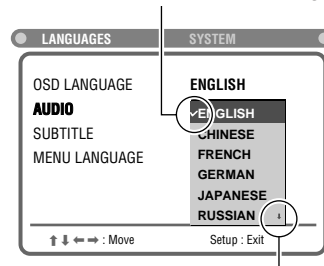 LANGUAGES SYSTEM
OSD LANGUAGE ENGLISH
AUDIO ✓ENGLISH
SUBTITLE CHINESE
MENU LANGUAGE FRENCH
GERMAN
JAPANESE
RUSSIAN ↓
↑ ↓ ← → : Move Setup : Exit